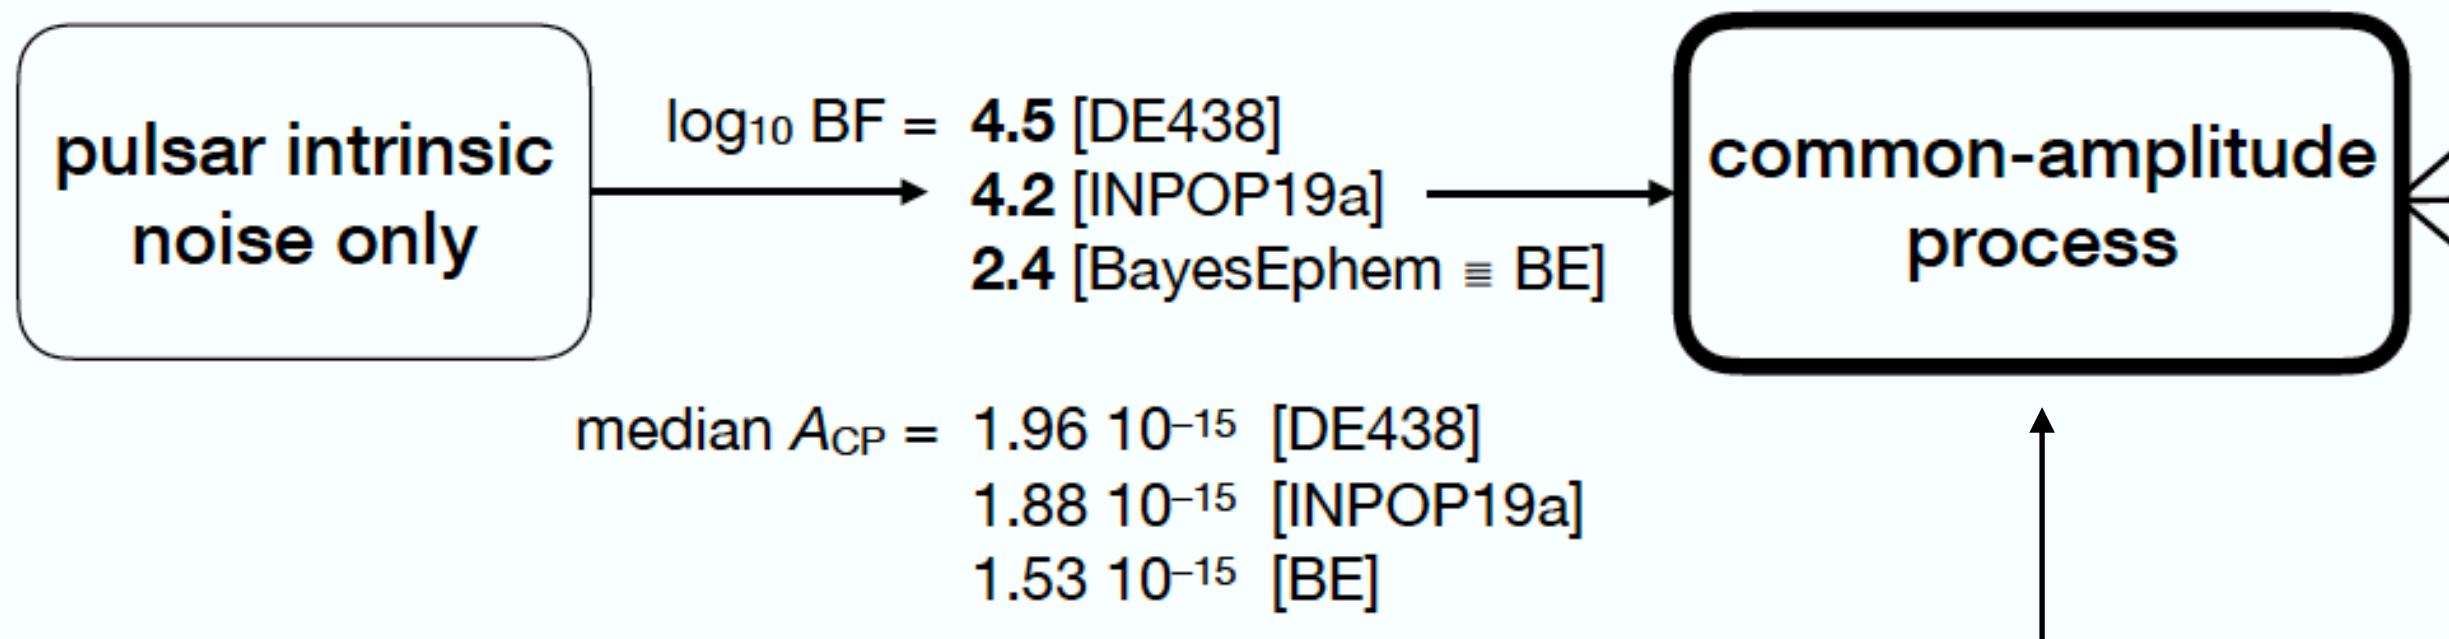 pulsar intrinsic
noise only
log₁₀ BF = 4.5 [DE438]
4.2 [INPOP19a]
2.4 [BayesEphem ≣ BE]
common-amplitude
process
median A_CP = 1.96 10⁻¹⁵ [DE438]
1.88 10⁻¹⁵ [INPOP19a]
1.53 10⁻¹⁵ [BE]